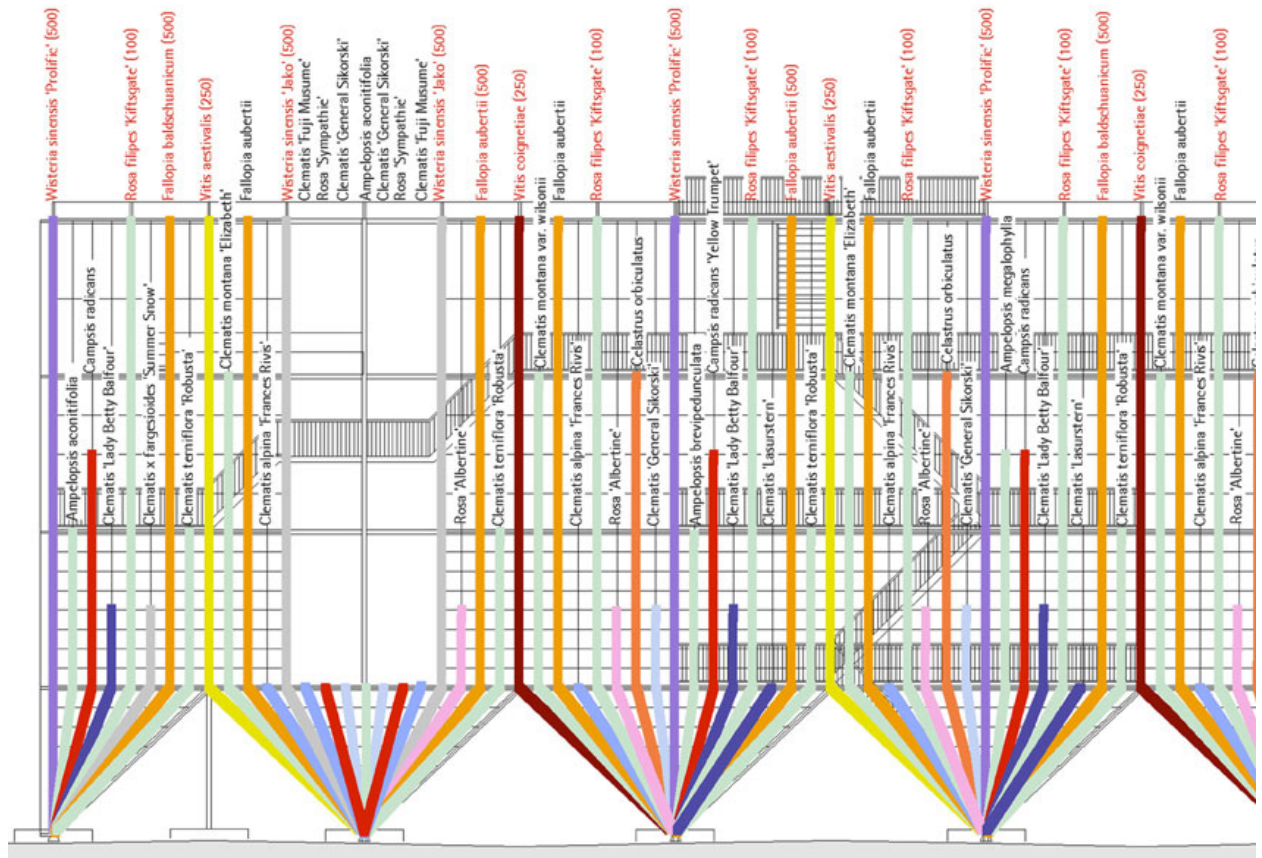 Wisteria sinensis 'Prolific' (500)
Ampelopsis aconitifolia
Campsis radicans
Clematis 'Lady Betty Balfour'
Rosa filipes 'Kiftsgate' (100)
Clematis x fargesioides 'Summer Snow'
Fallopia baldschuanicum (500)
Clematis terniflora 'Robusta'
Vitis aestivalis (250)
Clematis montana 'Elizabeth'
Fallopia aubertii
Clematis alpina 'Frances Rivis'
Wisteria sinensis 'Jako' (500)
Clematis 'Fuji Musume'
Rosa 'Sympathie'
Clematis 'General Sikorski'
Ampelopsis aconitifolia
Clematis 'General Sikorski'
Rosa 'Sympathie'
Clematis 'Fuji Musume'
Wisteria sinensis 'Jako' (500)
Rosa 'Albertine'
Fallopia aubertii (500)
Clematis terniflora 'Robusta'
Vitis coignetiae (250)
Clematis montana var. wilsonii
Fallopia aubertii
Clematis alpina 'Frances Rivis'
Rosa filipes 'Kiftsgate' (100)
Rosa 'Albertine'
Celastrus orbiculatus
Clematis 'General Sikorski'
Wisteria sinensis 'Prolific' (500)
Ampelopsis brevipedunculata
Campsis radicans 'Yellow Trumpet'
Clematis 'Lady Betty Balfour'
Rosa filipes 'Kiftsgate' (100)
Clematis 'Lasurstern'
Fallopia aubertii (500)
Clematis terniflora 'Robusta'
Vitis aestivalis (250)
Clematis montana 'Elizabeth'
Fallopia aubertii
Clematis alpina 'Frances Rivis'
Rosa filipes 'Kiftsgate' (100)
Rosa 'Albertine'
Celastrus orbiculatus
Clematis 'General Sikorski'
Wisteria sinensis 'Prolific' (500)
Ampelopsis megalophylla
Campsis radicans
Clematis 'Lady Betty Balfour'
Rosa filipes 'Kiftsgate' (100)
Clematis 'Lasurstern'
Fallopia baldschuanicum (500)
Clematis terniflora 'Robusta'
Vitis coignetiae (250)
Clematis montana var. wilsonii
Fallopia aubertii
Clematis alpina 'Frances Rivis'
Rosa filipes 'Kiftsgate' (100)
Rosa 'Albertine'